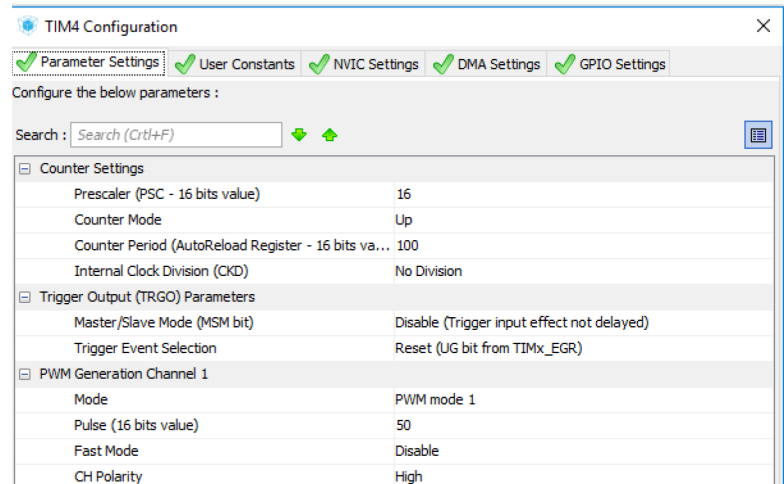 TIM4 Configuration
Parameter Settings User Constants NVIC Settings DMA Settings GPIO Settings
Configure the below parameters :
Search : Search (Crtl+F)
Counter Settings
Prescaler (PSC - 16 bits value) 16
Counter Mode Up
Counter Period (AutoReload Register - 16 bits va... 100
Internal Clock Division (CKD) No Division
Trigger Output (TRGO) Parameters
Master/Slave Mode (MSM bit) Disable (Trigger input effect not delayed)
Trigger Event Selection Reset (UG bit from TIMx_EGR)
PWM Generation Channel 1
Mode PWM mode 1
Pulse (16 bits value) 50
Fast Mode Disable
CH Polarity High